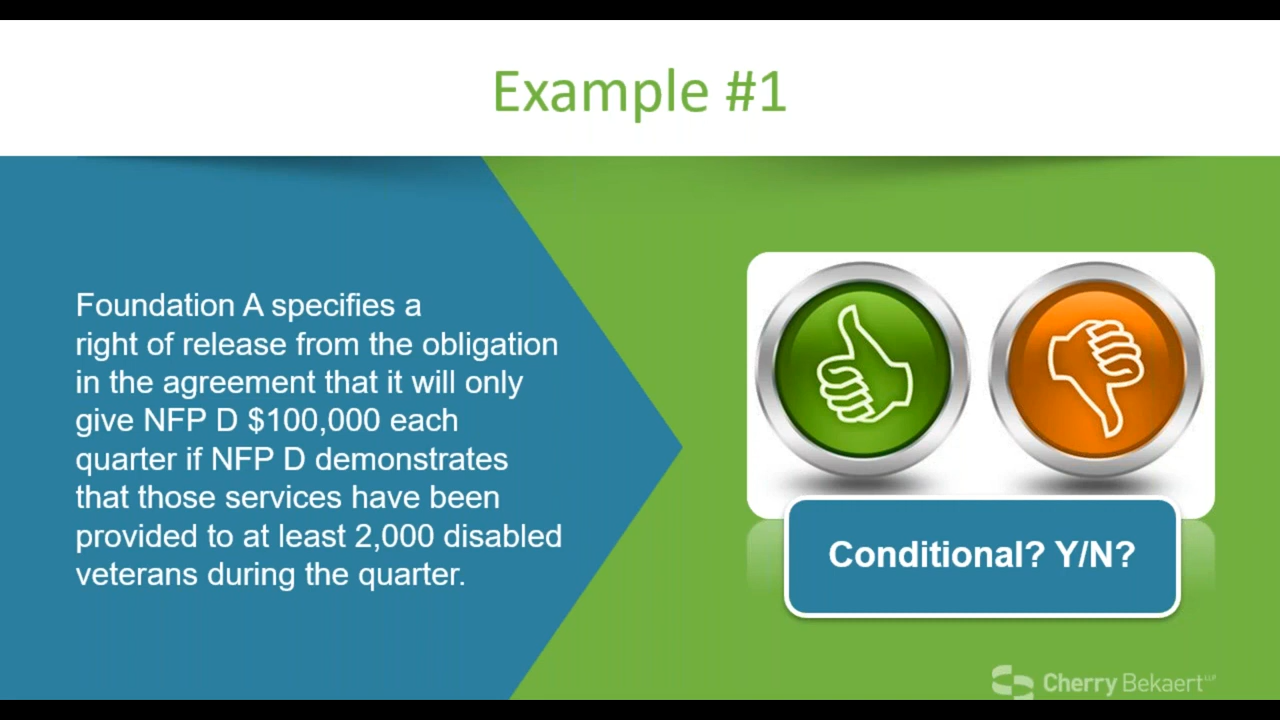 Example #1
Foundation A specifies a
right of release from the obligation
in the agreement that it will only
give NFP D $100,000 each
quarter if NFP D demonstrates
that those services have been
provided to at least 2,000 disabled
veterans during the quarter.
Conditional? Y/N?
Cherry Bekaert LLP